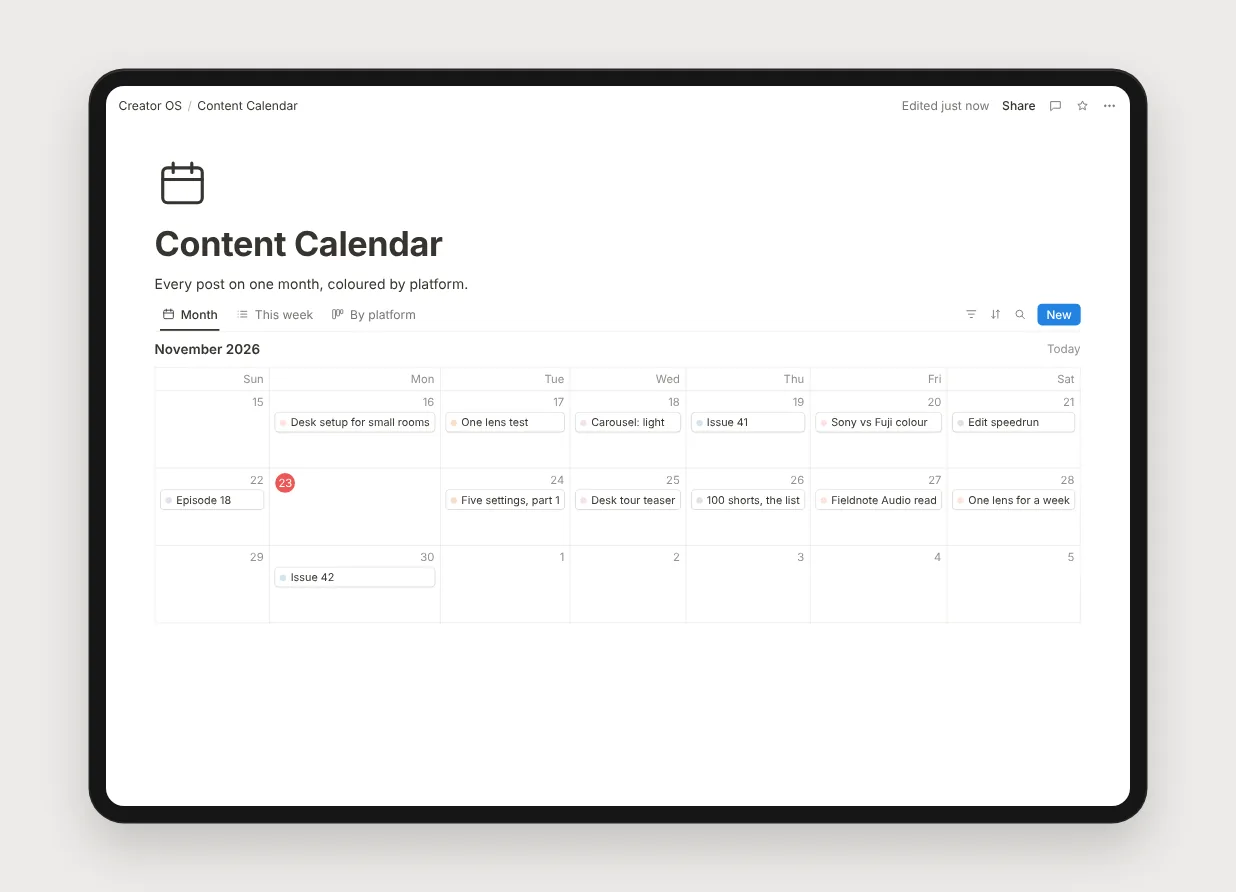 Creator OS / Content Calendar
Edited just now Share
Content Calendar
Every post on one month, coloured by platform.
Month This week By platform
New
November 2026
Today
Sun Mon Tue Wed Thu Fri Sat
15 16 17 18 19 20 21
Desk setup for small rooms One lens test Carousel: light Issue 41 Sony vs Fuji colour Edit speedrun
22 23 24 25 26 27 28
Episode 18 Five settings, part 1 Desk tour teaser 100 shorts, the list Fieldnote Audio read One lens for a week
29 30 1 2 3 4 5
Issue 42